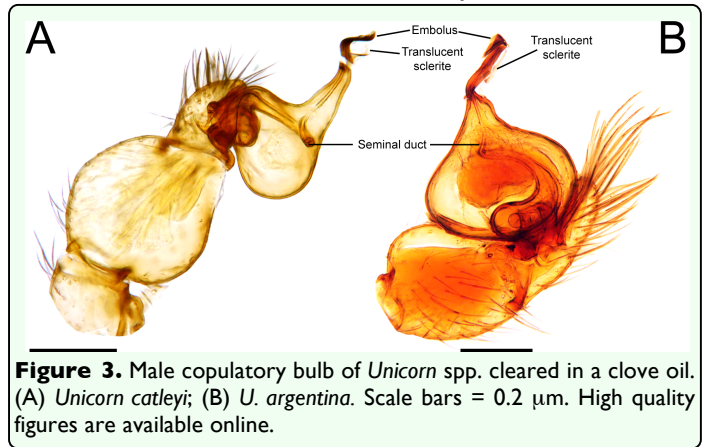 A
B
Embolus
Translucent
sclerite
Translucent
sclerite
Seminal duct
Figure 3. Male copulatory bulb of Unicorn spp. cleared in a clove oil.
(A) Unicorn catleyi; (B) U. argentina. Scale bars = 0.2 μm. High quality
figures are available online.